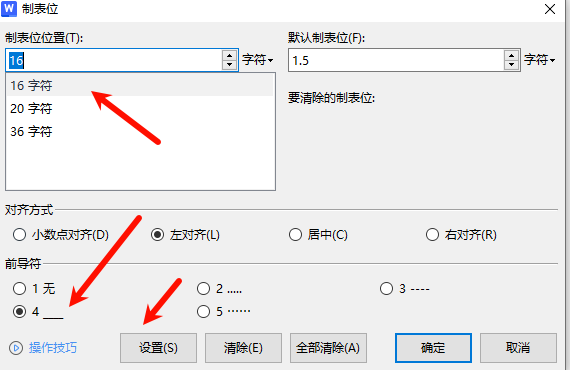 制表位
制表位位置(T):
默认制表位(F):
16
字符
1.5
字符
16 字符
20 字符
36 字符
要清除的制表位:
对齐方式
小数点对齐(D)
左对齐(L)
居中(C)
右对齐(R)
前导符
1 无
2 .....
3 ----
4 ___
5 ······
操作技巧
设置(S)
清除(E)
全部清除(A)
确定
取消